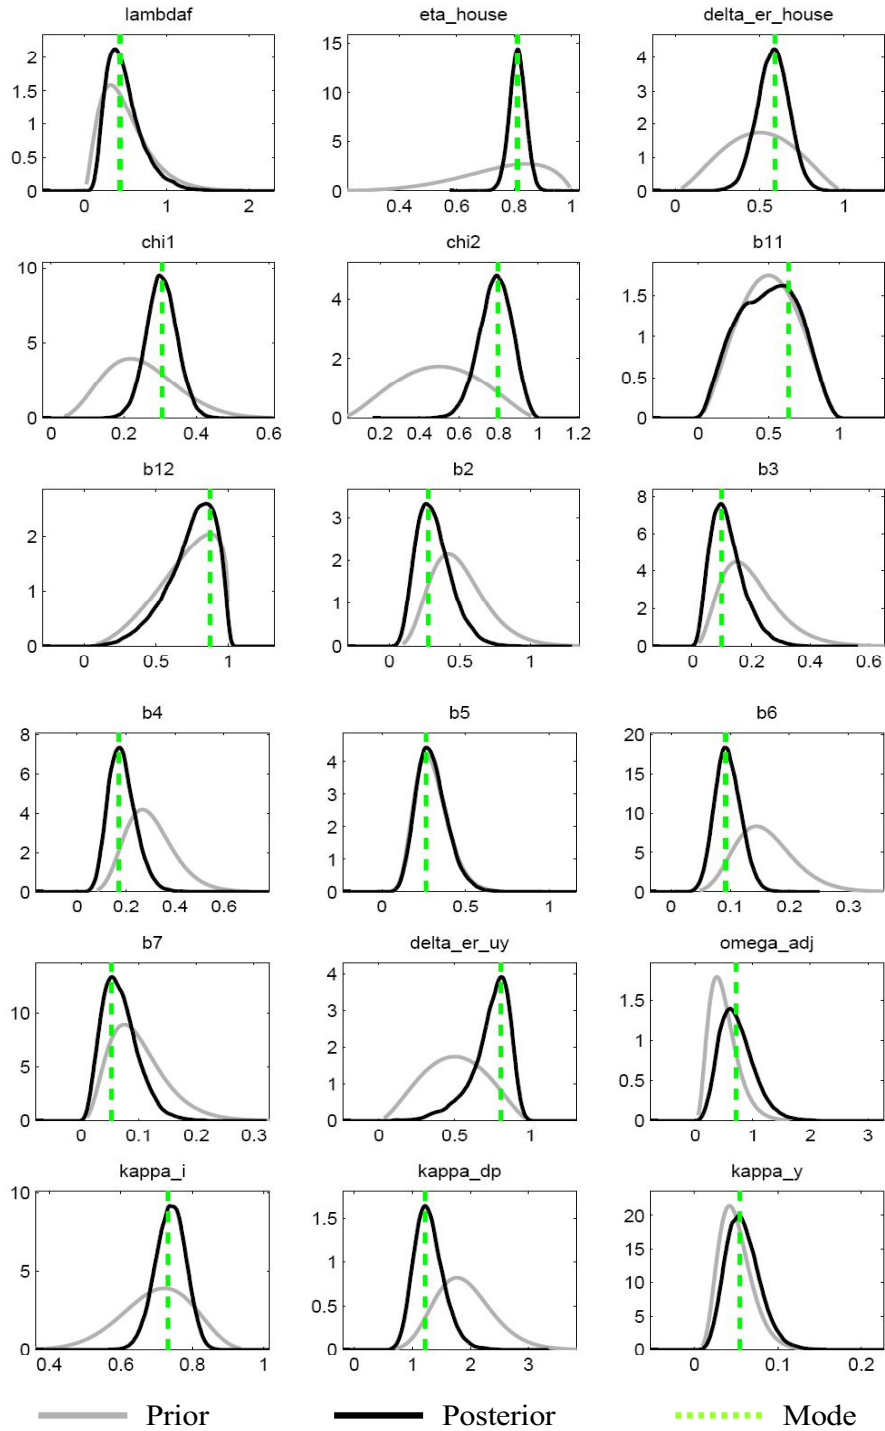 lambdaf eta_house delta_er_house
2 15 4
1.5 10 3
1 2
0.5 5 1
0 0 0
0 1 2 0.4 0.6 0.8 1 0 0.5 1
chi1 chi2 b11
10 4 1.5
5 2 1
0.5
0 0 0
0 0.2 0.4 0.6 0.2 0.4 0.6 0.8 1 1.2 0 0.5 1
b12 b2 b3
2 3 8
6
1 2 4
1 2
0 0 0
0 0.5 1 0 0.5 1 0 0.2 0.4 0.6
b4 b5 b6
8 4 20
6 3 15
4 2 10
2 1 5
0 0 0
0 0.2 0.4 0.6 0 0.5 1 0 0.1 0.2 0.3
b7 delta_er_uy omega_adj
10 4 1.5
3 1
5 2 0.5
1
0 0 0
0 0.1 0.2 0.3 0 0.5 1 0 1 2 3
kappa_i kappa_dp kappa_y
10 1.5 20
5 1 15
0.5 10
5
0 0 0
0.4 0.6 0.8 1 0 1 2 3 0 0.1 0.2
Prior Posterior Mode